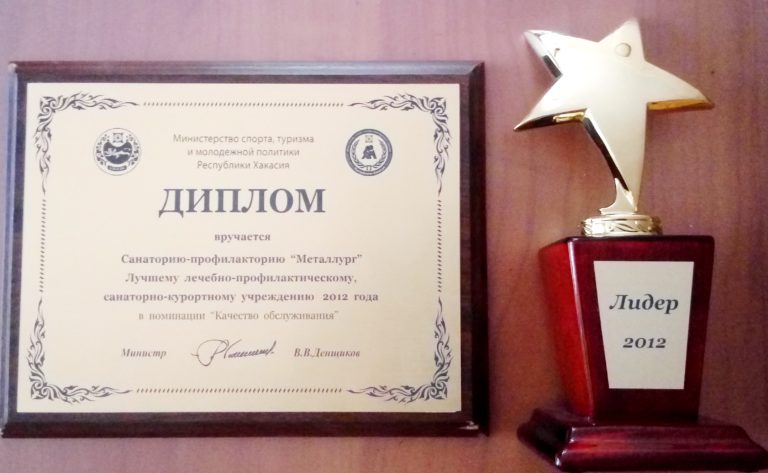 Министерство спорта, туризма
и молодежной политики
Республики Хакасия
ДИПЛОМ
вручается
Санаторию-профилакторию “Металлург”
Лучшему лечебно-профилактическому,
санаторно-курортному учреждению 2012 года
в номинации “Качество обслуживания”
Министр В.В.Денщиков
Лидер
2012